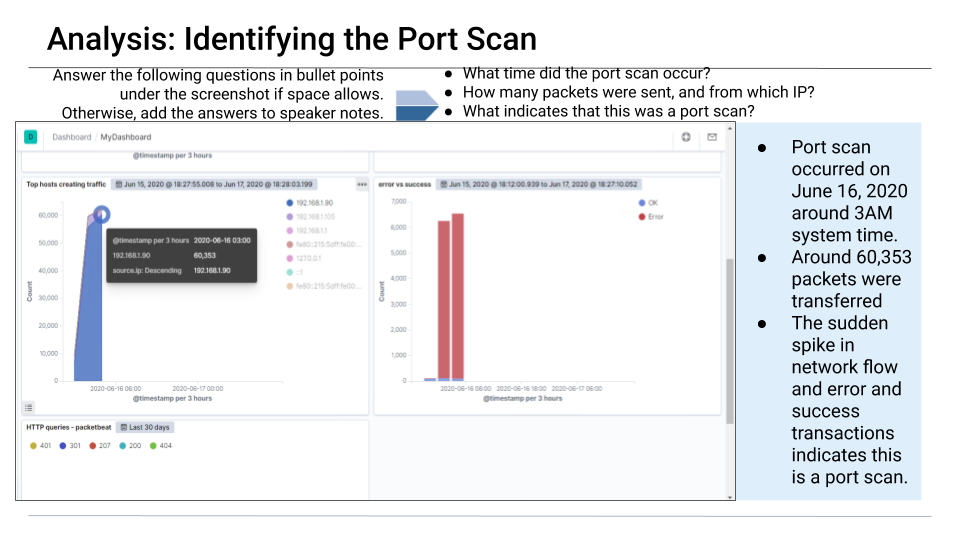 Analysis: Identifying the Port Scan
Answer the following questions in bullet points
under the screenshot if space allows.
Otherwise, add the answers to speaker notes.
● What time did the port scan occur?
● How many packets were sent, and from which IP?
● What indicates that this was a port scan?
D Dashboard / MyDashboard
@timestamp per 3 hours
Top hosts creating traffic Jun 15, 2020 @ 18:27:55.008 to Jun 17, 2020 @ 18:28:03.199
60,000
50,000
40,000
30,000
20,000
10,000
0
Count
@timestamp per 3 hours 2020-06-16 03:00
192.168.1.90 60,353
source.ip: Descending 192.168.1.90
192.168.1.90
192.168.1.105
192.168.1.1
fe80::215:5dff:fe00:...
127.0.0.1
::1
fe80::215:5dff:fe00:...
2020-06-16 06:00 2020-06-17 00:00
@timestamp per 3 hours
error vs success Jun 15, 2020 @ 18:12:00.939 to Jun 17, 2020 @ 18:27:10.052
7,000
6,000
5,000
4,000
3,000
2,000
1,000
0
Count
OK
Error
2020-06-16 06:00 2020-06-16 18:00 2020-06-17 06:00
@timestamp per 3 hours
HTTP queries - packetbeat Last 30 days
401 301 207 200 404
● Port scan
occurred on
June 16, 2020
around 3AM
system time.
● Around 60,353
packets were
transferred
● The sudden
spike in
network flow
and error and
success
transactions
indicates this
is a port scan.